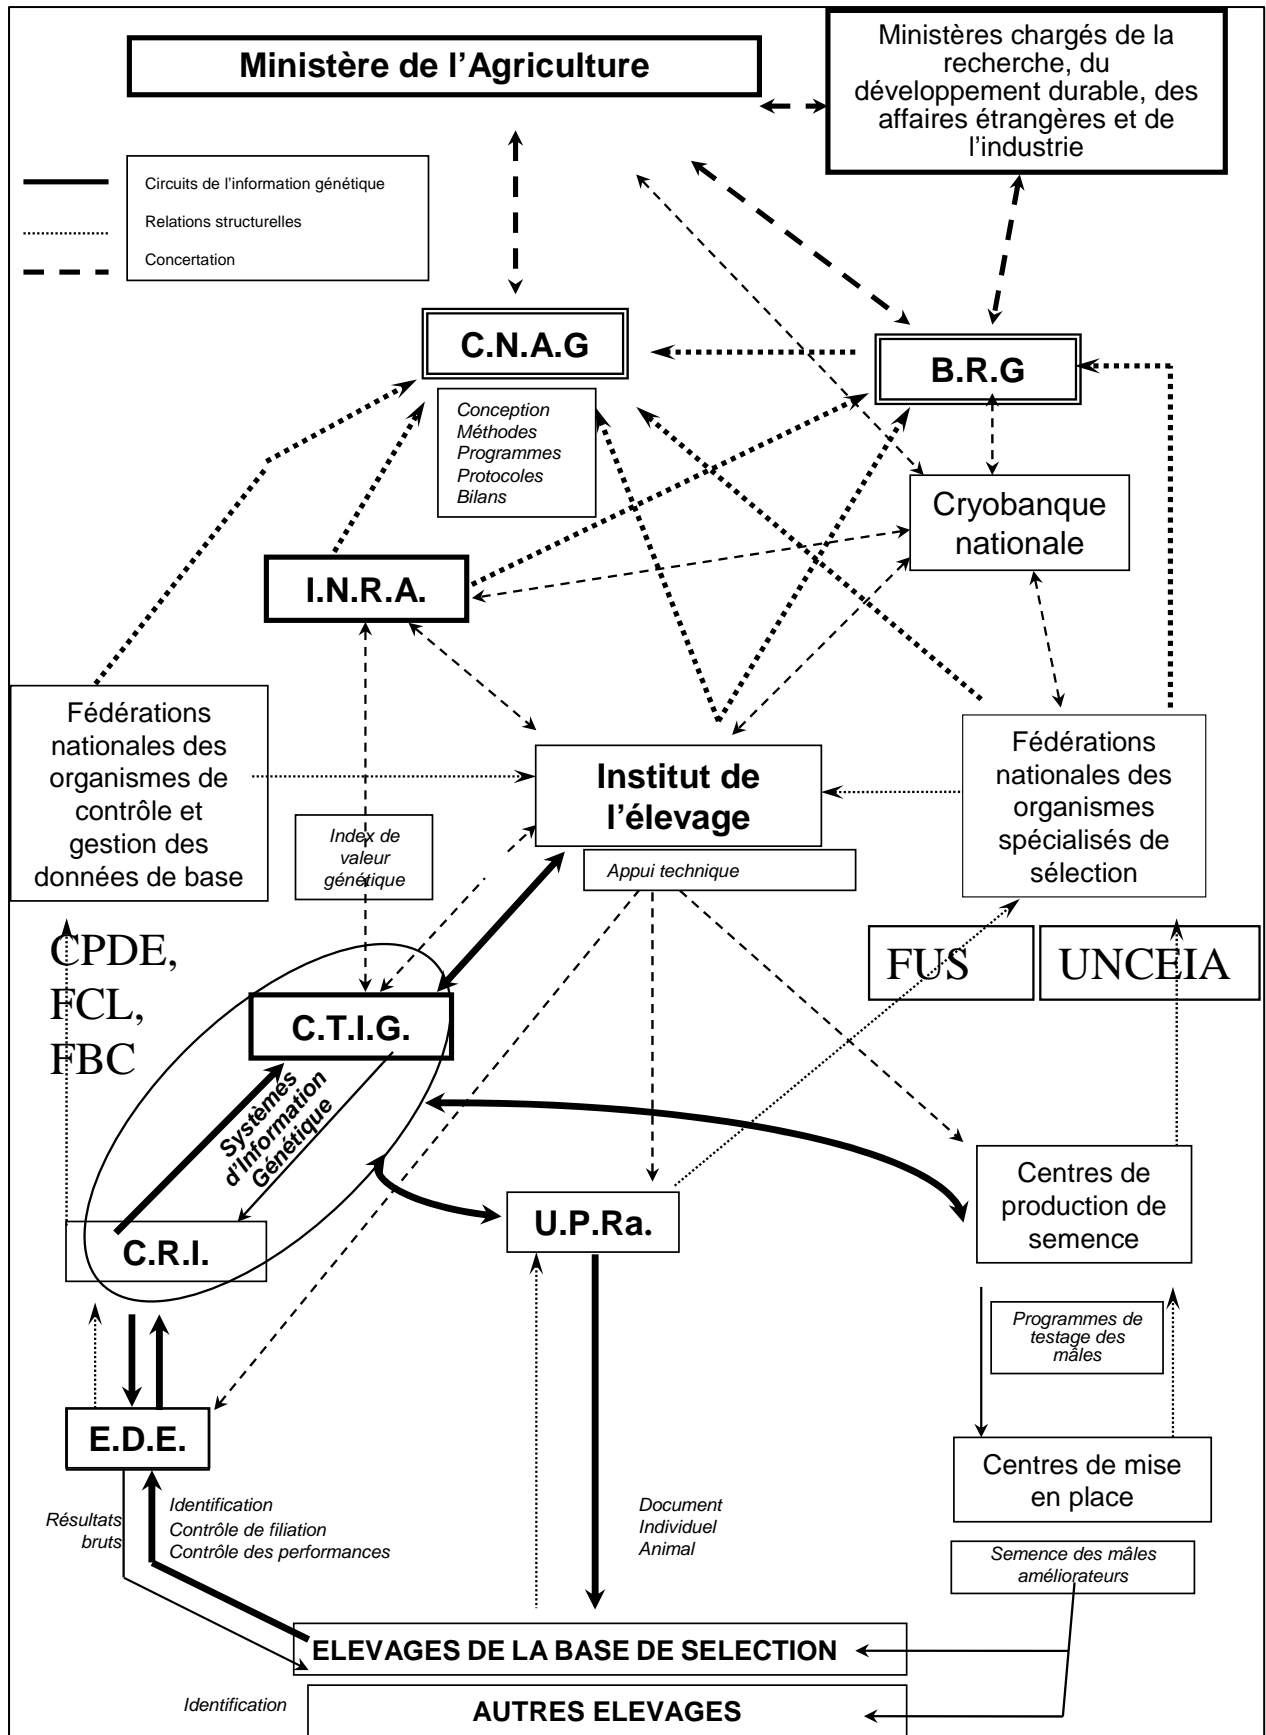 Ministère de l'Agriculture
Ministères chargés de la
recherche, du
développement durable, des
affaires étrangères et de
l'industrie
Circuits de l'information génétique
Relations structurelles
Concertation
C.N.A.G
B.R.G
Conception
Méthodes
Programmes
Protocoles
Bilans
Cryobanque
nationale
I.N.R.A.
Fédérations
nationales des
organismes de
contrôle et
gestion des
données de base
Institut de
l'élevage
Fédérations
nationales des
organismes
spécialisés de
sélection
Index de
valeur
génétique
Appui technique
CPDE,
FCL,
FBC
FUS
UNCEIA
C.T.I.G.
Systèmes
d'Information
Génétique
C.R.I.
U.P.Ra.
Centres de
production de
semence
Programmes de
testage des
mâles
E.D.E.
Centres de mise
en place
Résultats
bruts
Identification
Contrôle de filiation
Contrôle des performances
Document
Individuel
Animal
Semence des mâles
améliorateurs
ELEVAGES DE LA BASE DE SELECTION
Identification
AUTRES ELEVAGES